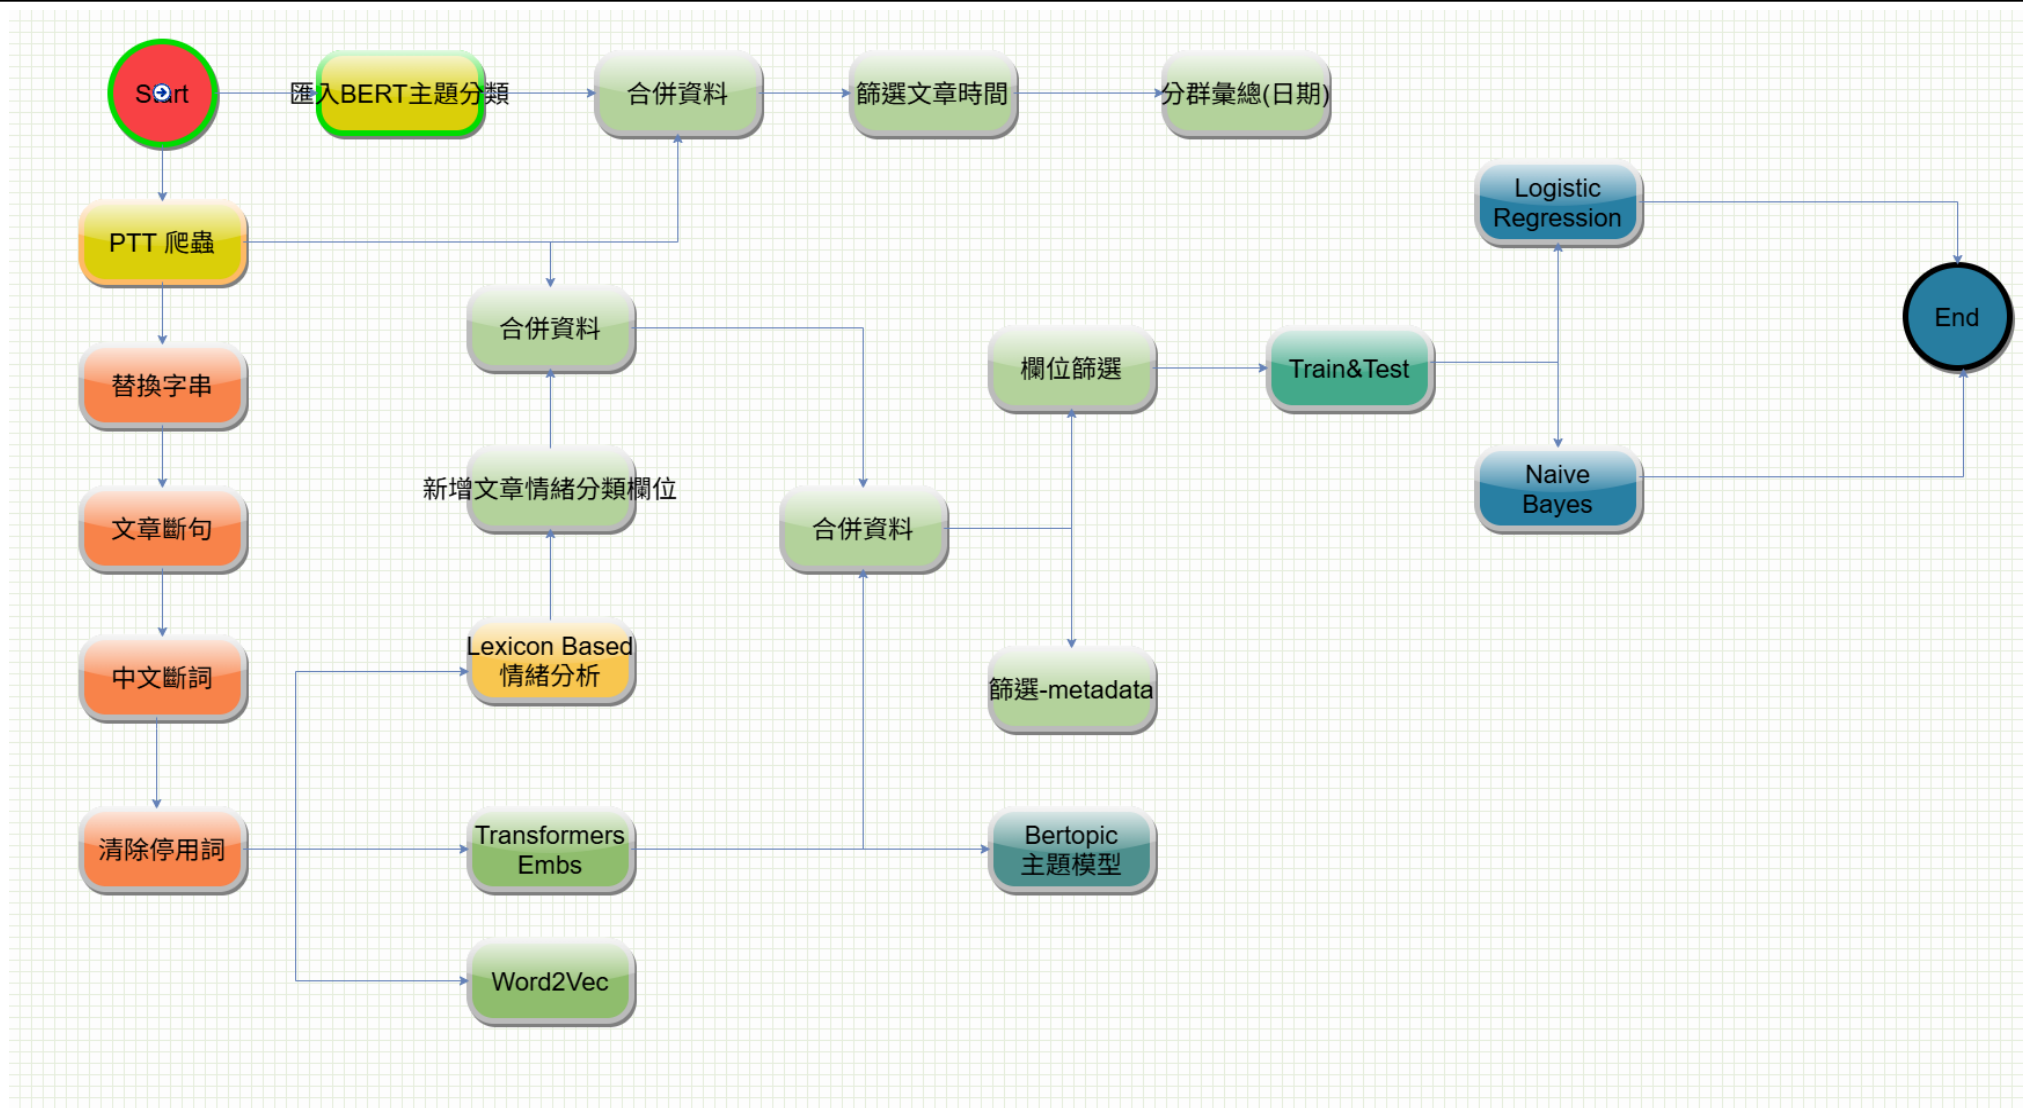 Start
匯入BERT主題分類
合併資料
篩選文章時間
分群彙總(日期)
Logistic
Regression
PTT 爬蟲
合併資料
End
欄位篩選
Train&Test
替換字串
新增文章情緒分類欄位
Naive
Bayes
文章斷句
合併資料
Lexicon Based
情緒分析
中文斷詞
篩選-metadata
清除停用詞
Transformers
Embs
Bertopic
主題模型
Word2Vec